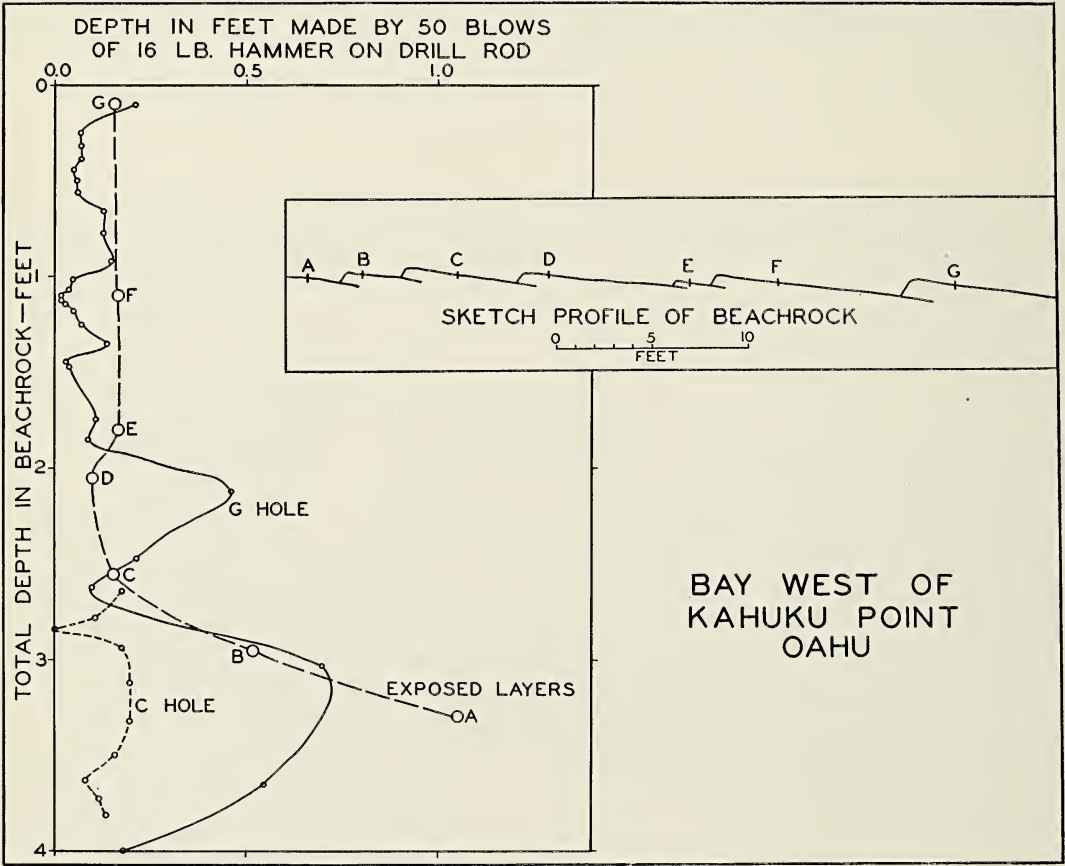 DEPTH IN FEET MADE BY 50 BLOWS
OF 16 LB. HAMMER ON DRILL ROD
0.0 0.5 1.0
0
1
2
3
4
TOTAL DEPTH IN BEACHROCK—FEET
G
F
E
D
C
B
A
G HOLE
C HOLE
EXPOSED LAYERS
A B C D E F G
SKETCH PROFILE OF BEACHROCK
0 5 10
FEET
BAY WEST OF
KAHUKU POINT
OAHU